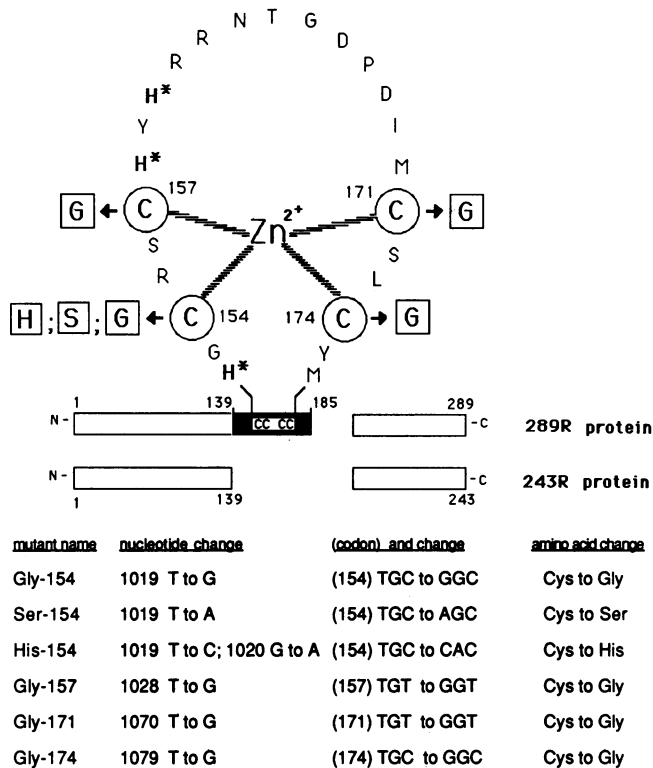 R R N T G D P D I M
H*
Y
H*
G C 157 Zn2+ 171 C G
S S
R L
H ; S ; G C 154 174 C G
G Y
H* M
1 139 185 289
N- CC CC -C 289R protein
N- -C 243R protein
1 139 243
mutant name nucleotide change (codon) and change amino acid change
Gly-154 1019 T to G (154) TGC to GGC Cys to Gly
Ser-154 1019 T to A (154) TGC to AGC Cys to Ser
His-154 1019 T to C; 1020 G to A (154) TGC to CAC Cys to His
Gly-157 1028 T to G (157) TGT to GGT Cys to Gly
Gly-171 1070 T to G (171) TGT to GGT Cys to Gly
Gly-174 1079 T to G (174) TGC to GGC Cys to Gly